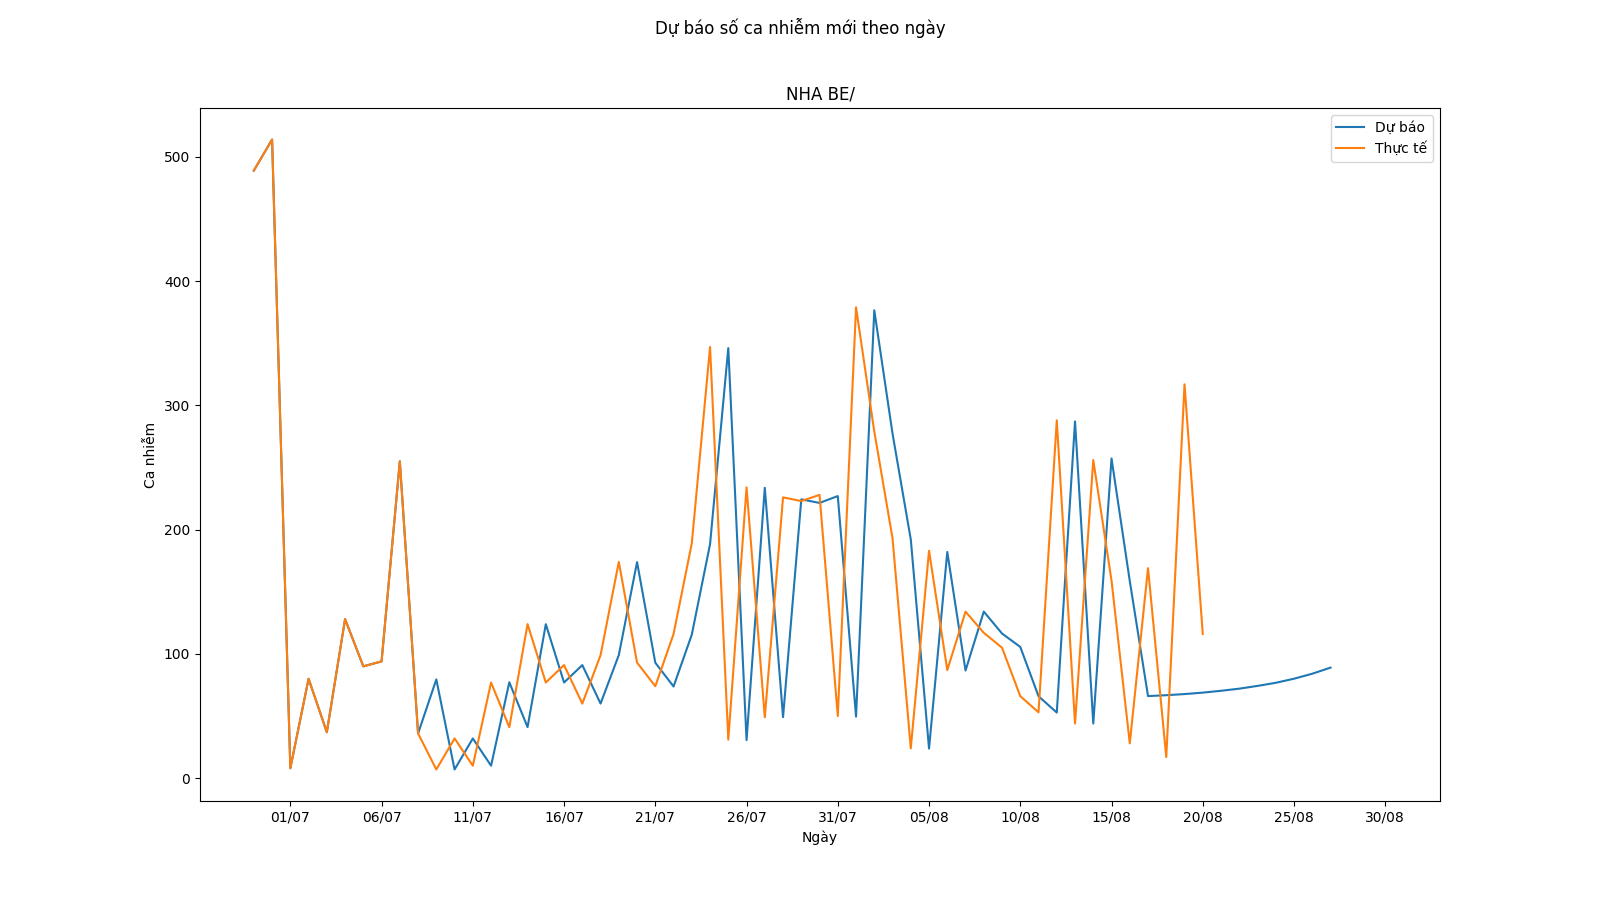 Dự báo số ca nhiễm mới theo ngày
NHA BE/
Dự báo
Thực tế
500
400
300
200
100
0
Ca nhiễm
01/07 06/07 11/07 16/07 21/07 26/07 31/07 05/08 10/08 15/08 20/08 25/08 30/08
Ngày